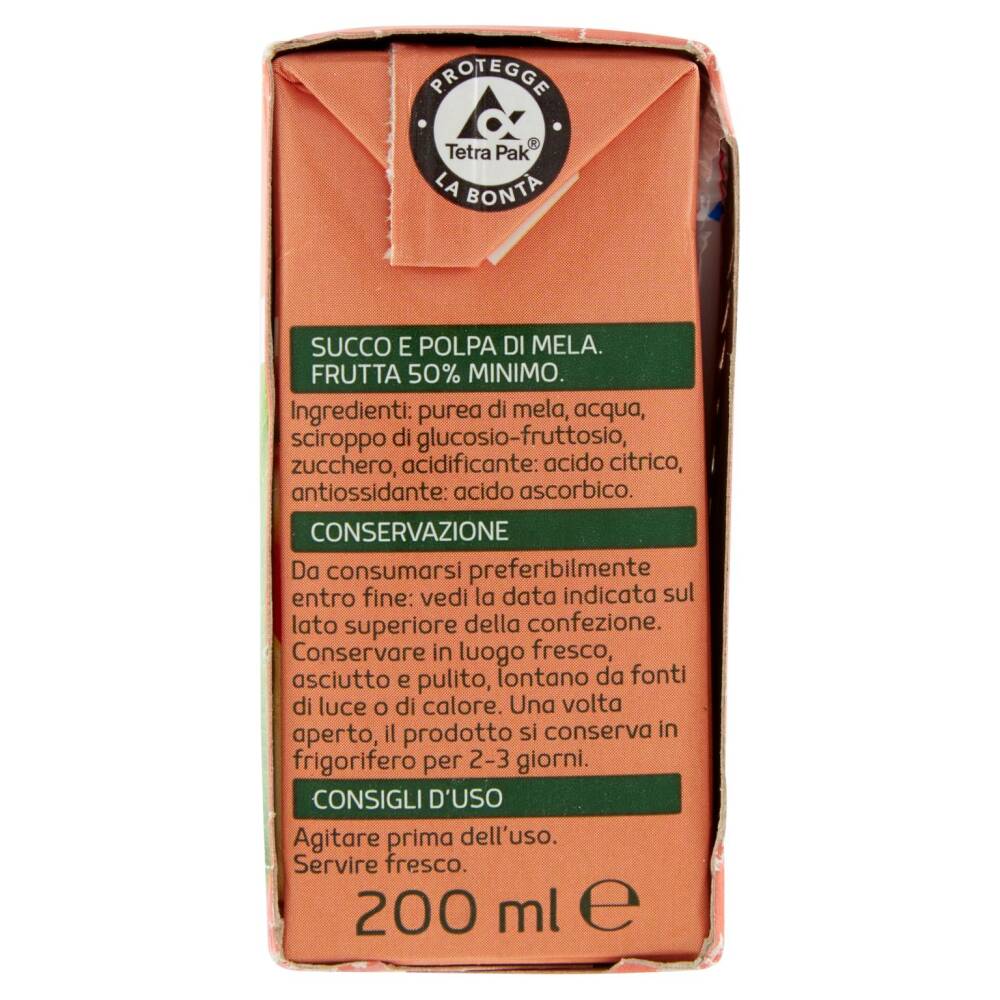 PROTEGGE
Tetra Pak®
LA BONTÀ
SUCCO E POLPA DI MELA.
FRUTTA 50% MINIMO.
Ingredienti: purea di mela, acqua,
sciroppo di glucosio-fruttosio,
zucchero, acidificante: acido citrico,
antiossidante: acido ascorbico.
CONSERVAZIONE
Da consumarsi preferibilmente
entro fine: vedi la data indicata sul
lato superiore della confezione.
Conservare in luogo fresco,
asciutto e pulito, lontano da fonti
di luce o di calore. Una volta
aperto, il prodotto si conserva in
frigorifero per 2-3 giorni.
CONSIGLI D'USO
Agitare prima dell'uso.
Servire fresco.
200 ml ℮